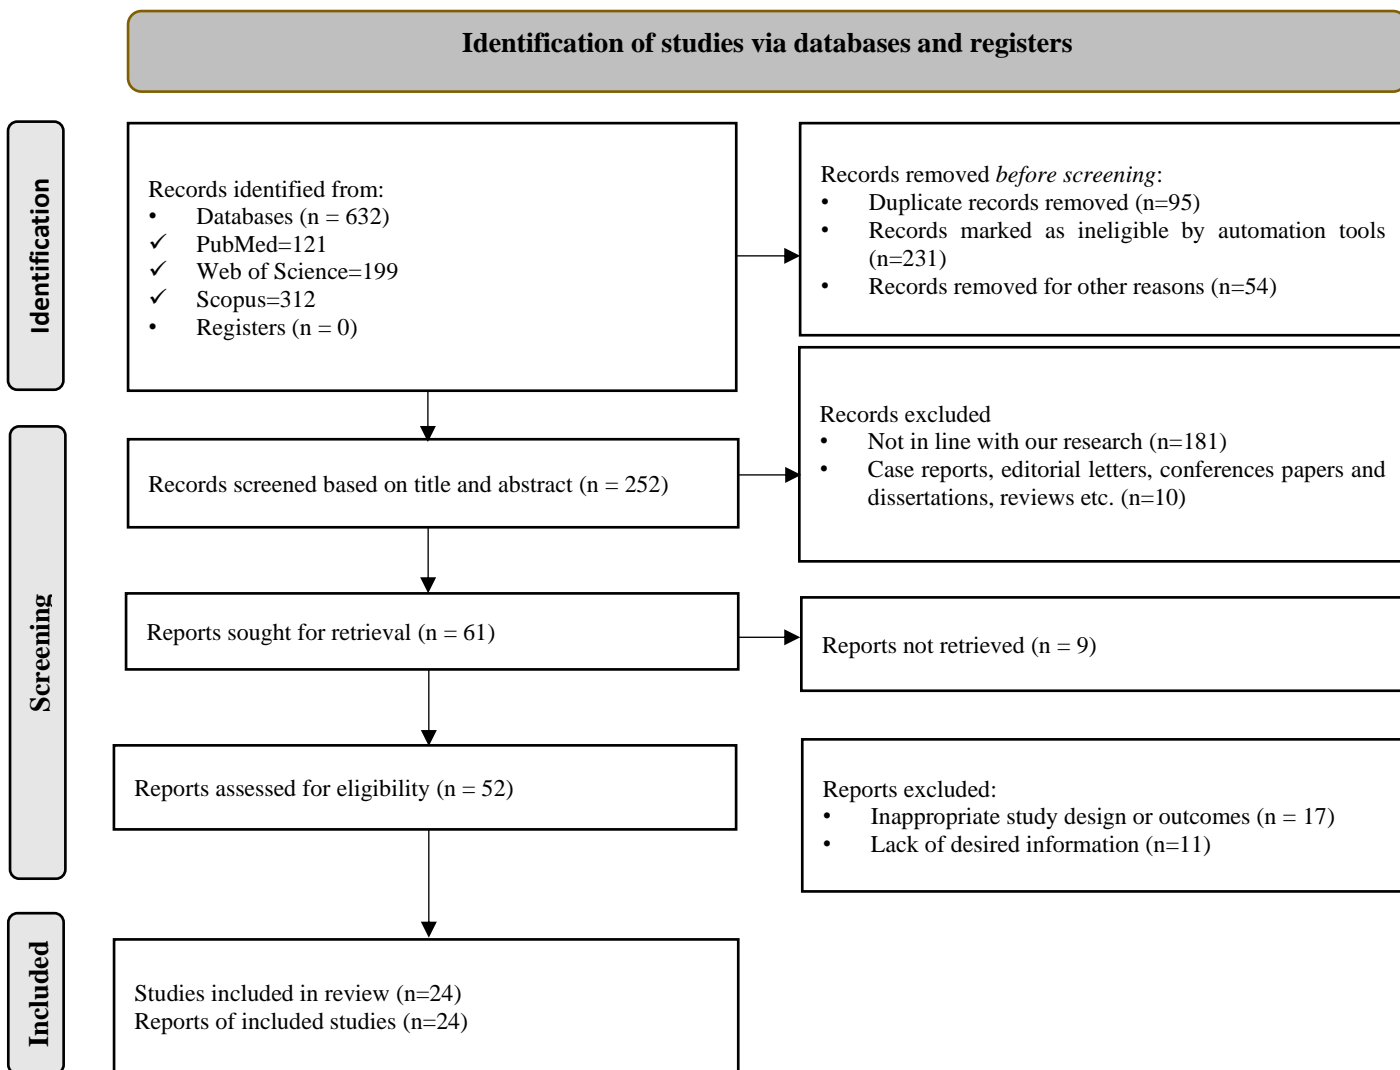 Identification of studies via databases and registers
Identification
Records identified from:
• Databases (n = 632)
✓ PubMed=121
✓ Web of Science=199
✓ Scopus=312
• Registers (n = 0)
Records removed before screening:
• Duplicate records removed (n=95)
• Records marked as ineligible by automation tools
(n=231)
• Records removed for other reasons (n=54)
Screening
Records screened based on title and abstract (n = 252)
Records excluded
• Not in line with our research (n=181)
• Case reports, editorial letters, conferences papers and
dissertations, reviews etc. (n=10)
Reports sought for retrieval (n = 61)
Reports not retrieved (n = 9)
Reports assessed for eligibility (n = 52)
Reports excluded:
• Inappropriate study design or outcomes (n = 17)
• Lack of desired information (n=11)
Included
Studies included in review (n=24)
Reports of included studies (n=24)